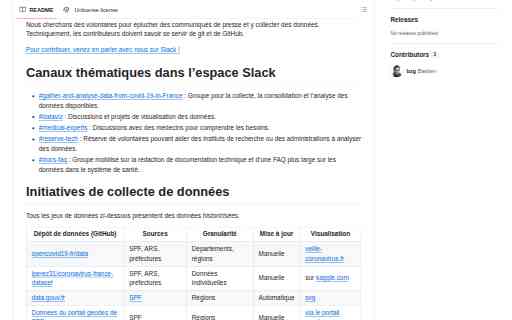 README
Unlicense license
Nous cherchons des volontaires pour éplucher des communiqués de presse et y collecter des données.
Techniquement, les contributeurs doivent savoir se servir de git et de GitHub.
Pour contribuer, venez en parler avec nous sur Slack !
Canaux thématiques dans l'espace Slack
#gather-and-analyse-data-from-covid-19-in-France : Groupe pour la collecte, la consolidation et l'analyse des
données disponibles.
#dataviz : Discussions et projets de visualisation des données.
#medical-experts : Discussions avec des médecins pour comprendre les besoins.
#reserve-tech : Réserve de volontaires pouvant aider des instituts de recherche ou des administrations à analyser
des données.
#docs-faq : Groupe mobilisé sur la rédaction de documentation technique et d'une FAQ plus large sur les
données dans le système de santé.
Initiatives de collecte de données
Tous les jeux de données ci-dessous présentent des données historisées.
Dépôt de données (GitHub) Sources Granularité Mise à jour Visualisation
opencovid19-fr/data SPF, ARS, préfectures Départements, régions Manuelle veille-coronavirus.fr
lperez31/coronavirus-france-dataset SPF, ARS, préfectures Données individuelles Manuelle sur kaggle.com
data.gouv.fr SPF Régions Automatique svg
Données du portail geodes de SPF Régions Manuelle via le portail
Releases
No releases published
Contributors 1
taig Bastien